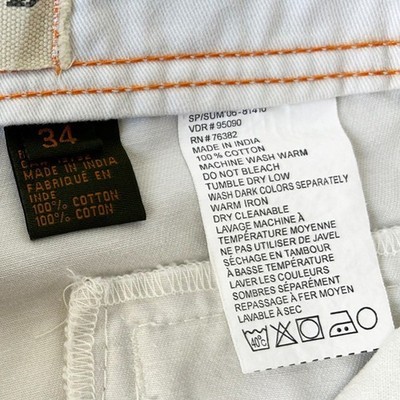 34
MADE IN INDIA
FABRIQUÉ EN
INDE
100% COTTON
100% COTON
SP/SUM'06-81410
VDR # 95090
RN # 76382
MADE IN INDIA
100% COTTON
MACHINE WASH WARM
DO NOT BLEACH
TUMBLE DRY LOW
WASH DARK COLORS SEPARATELY
WARM IRON
DRY CLEANABLE
LAVAGE MACHINE À
TEMPÉRATURE MOYENNE
NE PAS UTILISER DE JAVEL
SÉCHAGE EN TAMBOUR
À BASSE TEMPÉRATURE
LAVER LES COULEURS
SOMBRES SÉPARÉMENT
REPASSAGE À FER MOYEN
LAVABLE À SEC
40°C